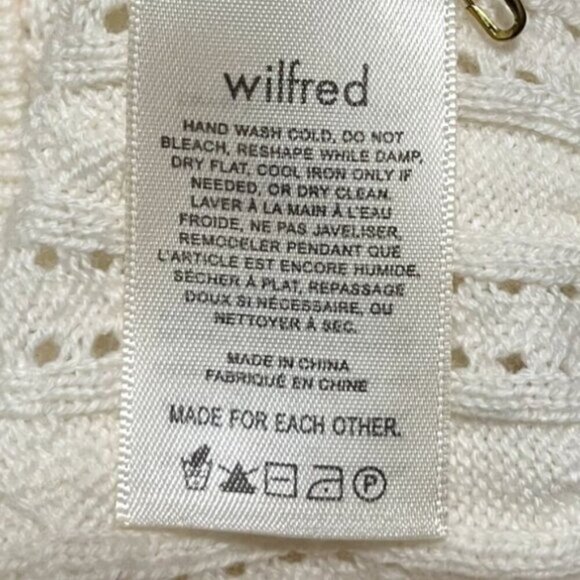 wilfred
HAND WASH COLD, DO NOT
BLEACH, RESHAPE WHILE DAMP,
DRY FLAT, COOL IRON ONLY IF
NEEDED, OR DRY CLEAN.
LAVER À LA MAIN À L'EAU
FROIDE, NE PAS JAVELISER,
REMODELER PENDANT QUE
L'ARTICLE EST ENCORE HUMIDE,
SÉCHER À PLAT, REPASSAGE
DOUX SI NÉCESSAIRE, OU
NETTOYER À SEC.
MADE IN CHINA
FABRIQUÉ EN CHINE
MADE FOR EACH OTHER.
P